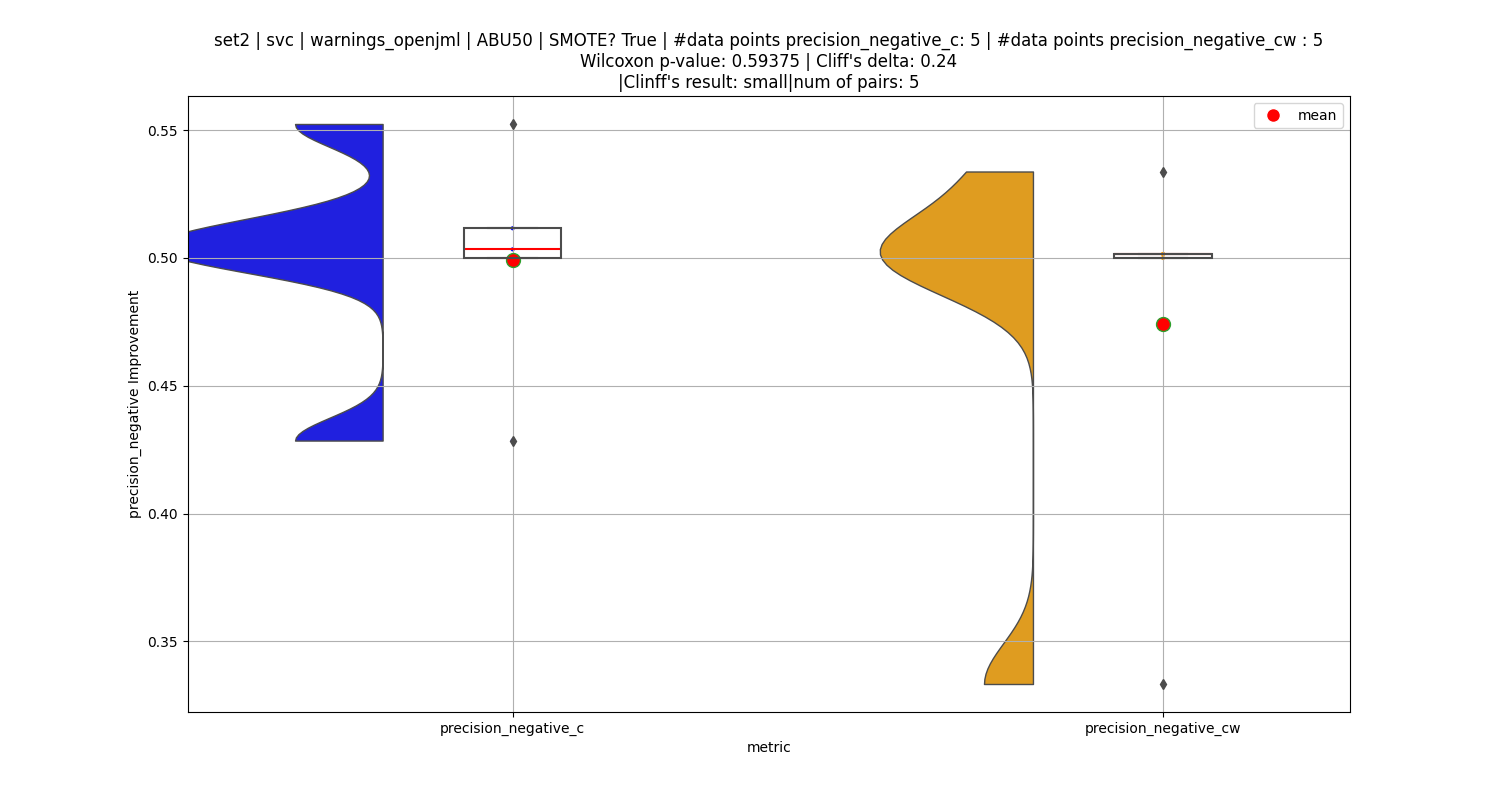 set2 | svc | warnings_openjml | ABU50 | SMOTE? True | #data points precision_negative_c: 5 | #data points precision_negative_cw : 5
Wilcoxon p-value: 0.59375 | Cliff's delta: 0.24
|Clinff's result: small|num of pairs: 5
mean
0.55
0.50
0.45
0.40
0.35
precision_negative Improvement
precision_negative_c
precision_negative_cw
metric